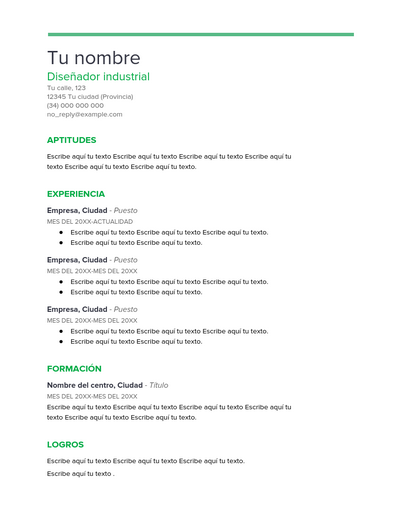 Tu nombre
Diseñador industrial
Tu calle, 123
12345 Tu ciudad (Provincia)
(34) 000 000 000
no_reply@example.com
APTITUDES
Escribe aquí tu texto Escribe aquí tu texto Escribe aquí tu texto Escribe aquí tu
texto Escribe aquí tu texto Escribe aquí tu texto.
EXPERIENCIA
Empresa, Ciudad - Puesto
MES DEL 20XX-ACTUALIDAD
● Escribe aquí tu texto Escribe aquí tu texto Escribe aquí tu texto.
● Escribe aquí tu texto Escribe aquí tu texto.
Empresa, Ciudad - Puesto
MES DEL 20XX-MES DEL 20XX
● Escribe aquí tu texto Escribe aquí tu texto Escribe aquí tu texto.
● Escribe aquí tu texto Escribe aquí tu texto.
Empresa, Ciudad - Puesto
MES DEL 20XX-MES DEL 20XX
● Escribe aquí tu texto Escribe aquí tu texto Escribe aquí tu texto.
● Escribe aquí tu texto Escribe aquí tu texto.
FORMACIÓN
Nombre del centro, Ciudad - Título
MES DEL 20XX-MES DEL 20XX
Escribe aquí tu texto Escribe aquí tu texto Escribe aquí tu texto Escribe aquí tu
texto Escribe aquí tu texto Escribe aquí tu texto.
LOGROS
Escribe aquí tu texto Escribe aquí tu texto Escribe aquí tu texto.
Escribe aquí tu texto .